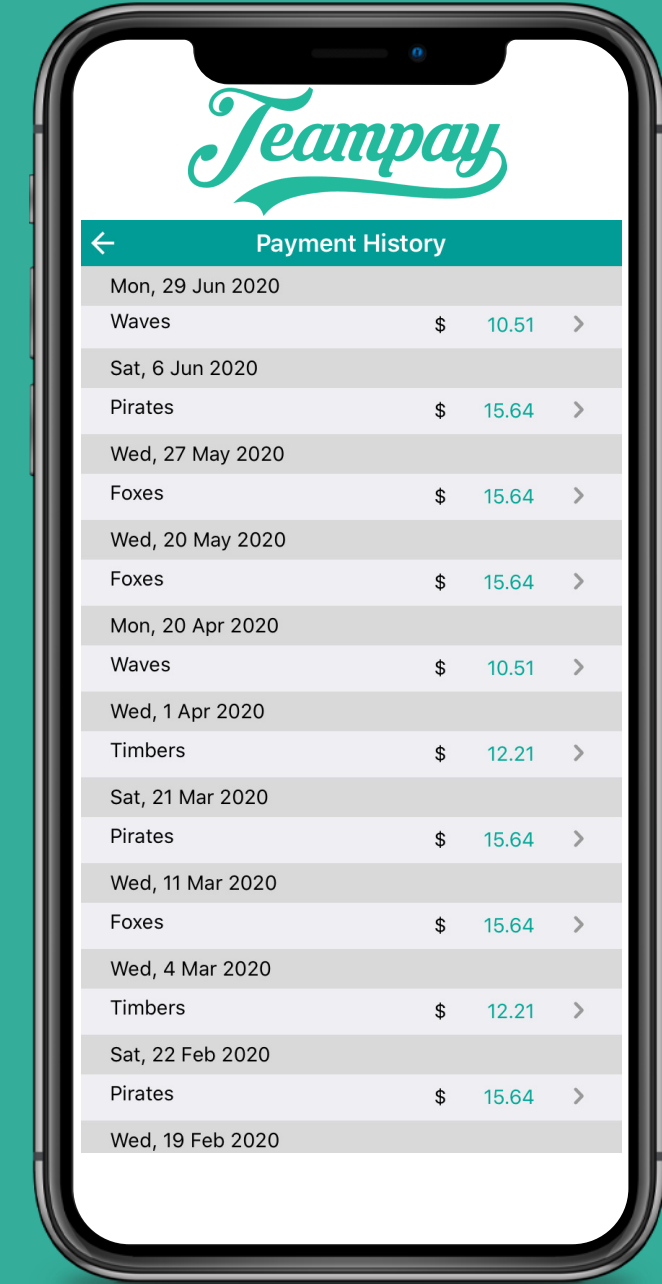 Teampay
Payment History
Mon, 29 Jun 2020
Waves $ 10.51
Sat, 6 Jun 2020
Pirates $ 15.64
Wed, 27 May 2020
Foxes $ 15.64
Wed, 20 May 2020
Foxes $ 15.64
Mon, 20 Apr 2020
Waves $ 10.51
Wed, 1 Apr 2020
Timbers $ 12.21
Sat, 21 Mar 2020
Pirates $ 15.64
Wed, 11 Mar 2020
Foxes $ 15.64
Wed, 4 Mar 2020
Timbers $ 12.21
Sat, 22 Feb 2020
Pirates $ 15.64
Wed, 19 Feb 2020